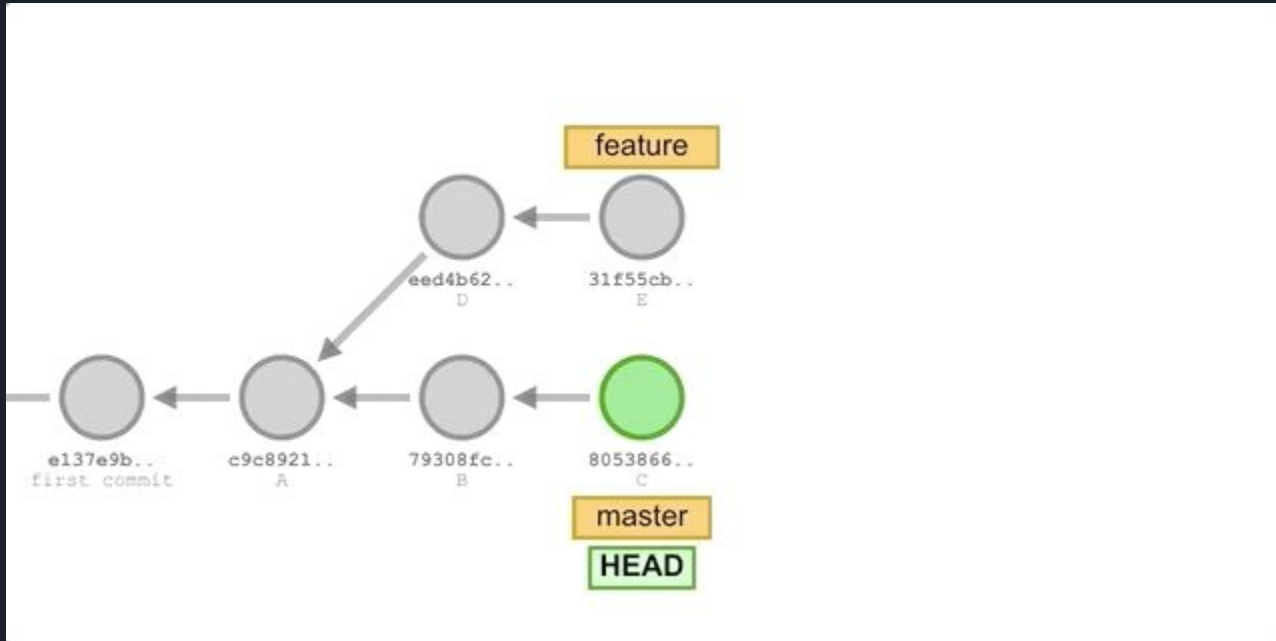 feature
eed4b62..
D
31f55cb..
E
e137e9b..
first commit
c9c8921..
A
79308fc..
B
8053866..
C
master
HEAD